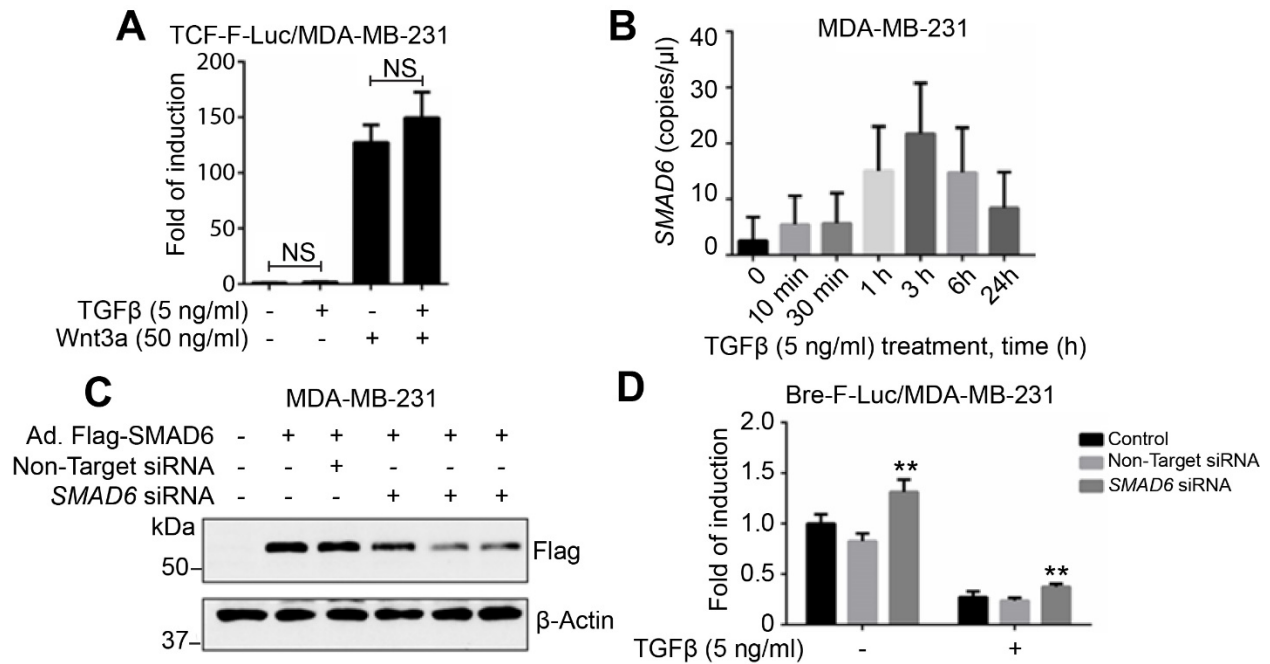 A
TCF-F-Luc/MDA-MB-231
Fold of induction
200
150
100
50
0
NS
NS
TGFβ (5 ng/ml) - + - +
Wnt3a (50 ng/ml) - - + +
B
MDA-MB-231
SMAD6 (copies/µl)
40
30
20
10
0
0 10 min 30 min 1 h 3 h 6h 24h
TGFβ (5 ng/ml) treatment, time (h)
C
MDA-MB-231
Ad. Flag-SMAD6 - + + + + +
Non-Target siRNA - - + - - -
SMAD6 siRNA - - - + + +
kDa
50
Flag
37
β-Actin
D
Bre-F-Luc/MDA-MB-231
Fold of induction
2.0
1.5
1.0
0.5
0
**
**
Control
Non-Target siRNA
SMAD6 siRNA
TGFβ (5 ng/ml) - +